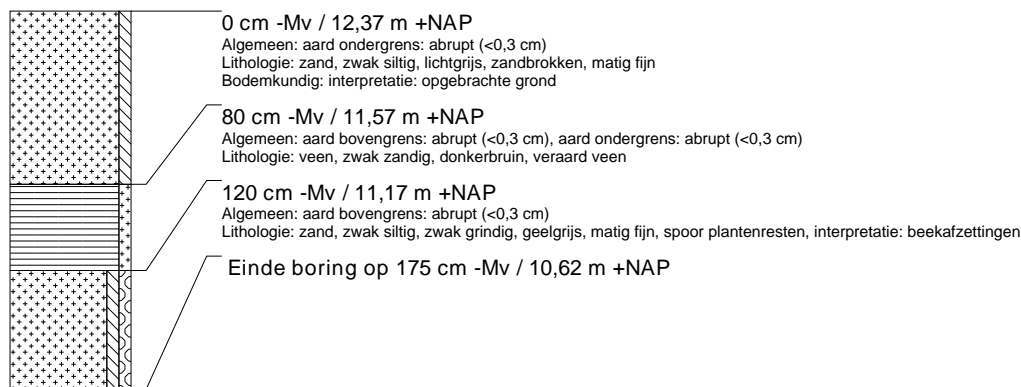 0 cm -Mv / 12,37 m +NAP
Algemeen: aard ondergrens: abrupt (<0,3 cm)
Lithologie: zand, zwak siltig, lichtgrijs, zandbrokken, matig fijn
Bodemkundig: interpretatie: opgebrachte grond
80 cm -Mv / 11,57 m +NAP
Algemeen: aard bovengrens: abrupt (<0,3 cm), aard ondergrens: abrupt (<0,3 cm)
Lithologie: veen, zwak zandig, donkerbruin, veraard veen
120 cm -Mv / 11,17 m +NAP
Algemeen: aard bovengrens: abrupt (<0,3 cm)
Lithologie: zand, zwak siltig, zwak grindig, geelgrijs, matig fijn, spoor plantenresten, interpretatie: beekafzettingen
Einde boring op 175 cm -Mv / 10,62 m +NAP